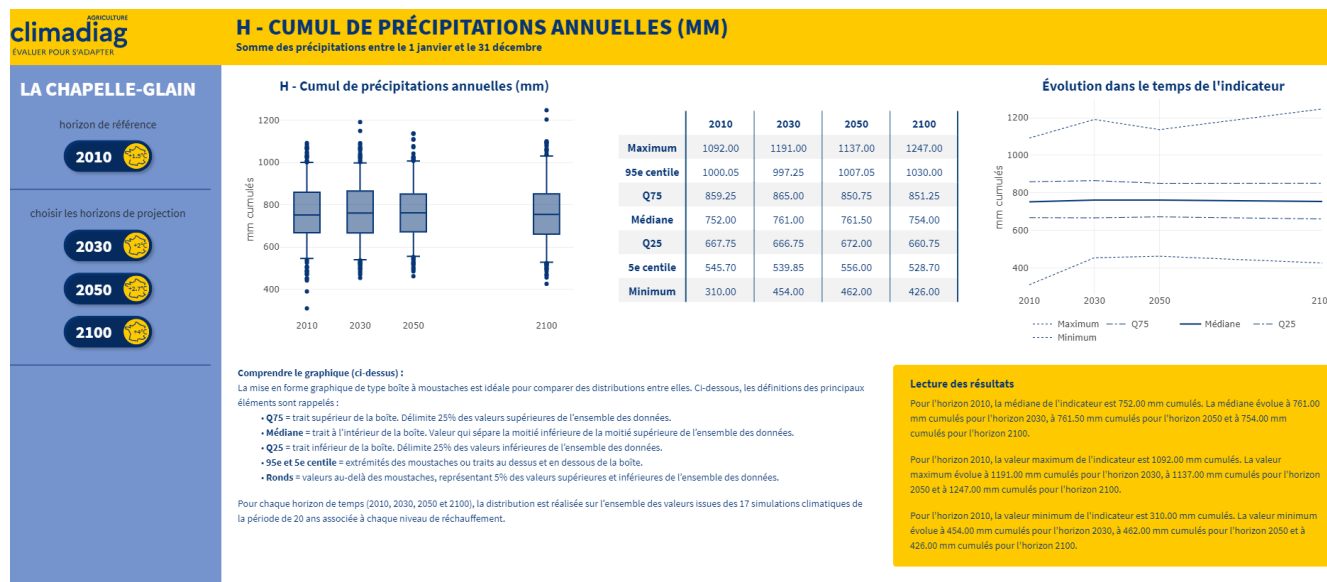 AGRICULTURE
climadiag
ÉVALUER POUR S'ADAPTER
H - CUMUL DE PRÉCIPITATIONS ANNUELLES (MM)
Somme des précipitations entre le 1 janvier et le 31 décembre
LA CHAPELLE-GLAIN
horizon de référence
2010 +1.5°C
choisir les horizons de projection
2030 +2°C
2050 +2.7°C
2100 +4°C
H - Cumul de précipitations annuelles (mm)
mm cumulés
1200
1000
800
600
400
2010 2030 2050 2100
2010 2030 2050 2100
Maximum 1092.00 1191.00 1137.00 1247.00
95e centile 1000.05 997.25 1007.05 1030.00
Q75 859.25 865.00 850.75 851.25
Médiane 752.00 761.00 761.50 754.00
Q25 667.75 666.75 672.00 660.75
5e centile 545.70 539.85 556.00 528.70
Minimum 310.00 454.00 462.00 426.00
Évolution dans le temps de l'indicateur
mm cumulés
1200
1000
800
600
400
2010 2030 2050 210
Maximum Q75 Médiane Q25
Minimum
Comprendre le graphique (ci-dessus) :
La mise en forme graphique de type boîte à moustaches est idéale pour comparer des distributions entre elles. Ci-dessous, les définitions des principaux
éléments sont rappelés :
• Q75 = trait supérieur de la boîte. Délimite 25% des valeurs supérieures de l'ensemble des données.
• Médiane = trait à l'intérieur de la boîte. Valeur qui sépare la moitié inférieure de la moitié supérieure de l'ensemble des données.
• Q25 = trait inférieur de la boîte. Délimite 25% des valeurs inférieures de l'ensemble des données.
• 95e et 5e centile = extrémités des moustaches ou traits au dessus et en dessous de la boîte.
• Ronds = valeurs au-delà des moustaches, représentant 5% des valeurs supérieures et inférieures de l'ensemble des données.
Pour chaque horizon de temps (2010, 2030, 2050 et 2100), la distribution est réalisée sur l'ensemble des valeurs issues des 17 simulations climatiques de
la période de 20 ans associée à chaque niveau de réchauffement.
Lecture des résultats
Pour l'horizon 2010, la médiane de l'indicateur est 752.00 mm cumulés. La médiane évolue à 761.00
mm cumulés pour l'horizon 2030, à 761.50 mm cumulés pour l'horizon 2050 et à 754.00 mm
cumulés pour l'horizon 2100.
Pour l'horizon 2010, la valeur maximum de l'indicateur est 1092.00 mm cumulés. La valeur
maximum évolue à 1191.00 mm cumulés pour l'horizon 2030, à 1137.00 mm cumulés pour l'horizon
2050 et à 1247.00 mm cumulés pour l'horizon 2100.
Pour l'horizon 2010, la valeur minimum de l'indicateur est 310.00 mm cumulés. La valeur minimum
évolue à 454.00 mm cumulés pour l'horizon 2030, à 462.00 mm cumulés pour l'horizon 2050 et à
426.00 mm cumulés pour l'horizon 2100.